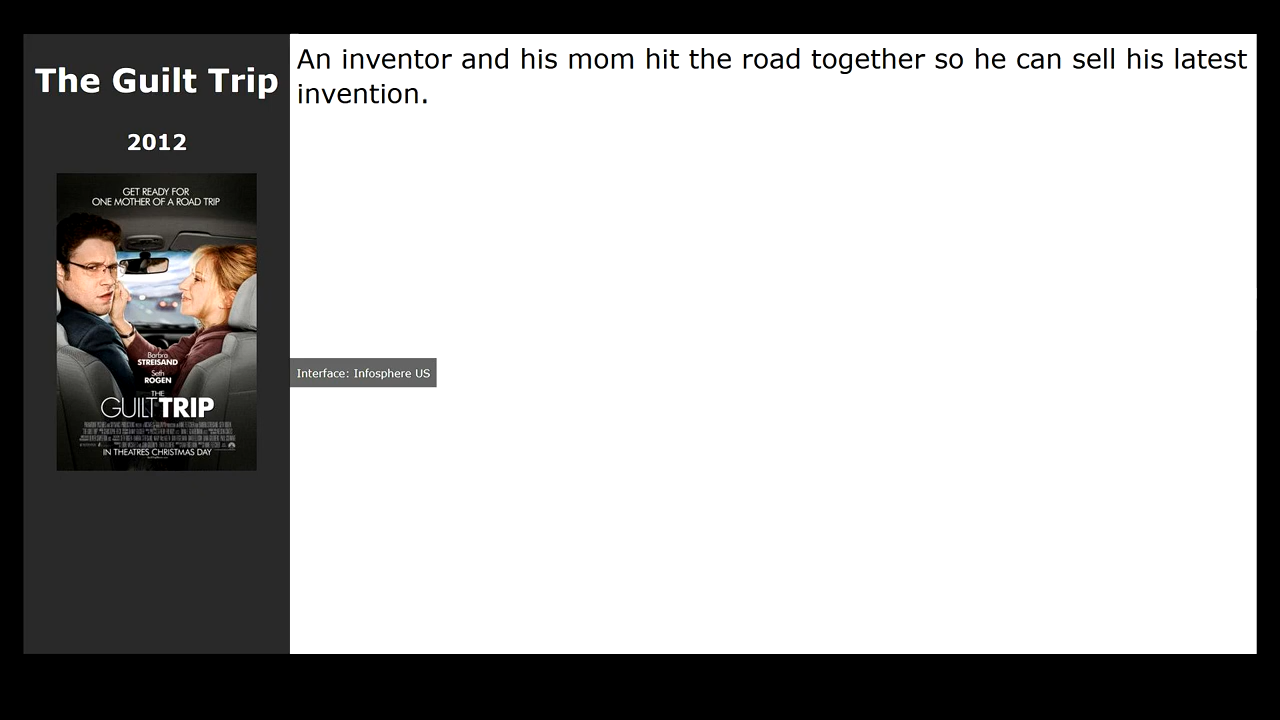 The Guilt Trip
2012
GET READY FOR
ONE MOTHER OF A ROAD TRIP
Barbra
STREISAND
Seth
ROGEN
THE
GUILT TRIP
IN THEATRES CHRISTMAS DAY
An inventor and his mom hit the road together so he can sell his latest
invention.
Interface: Infosphere US